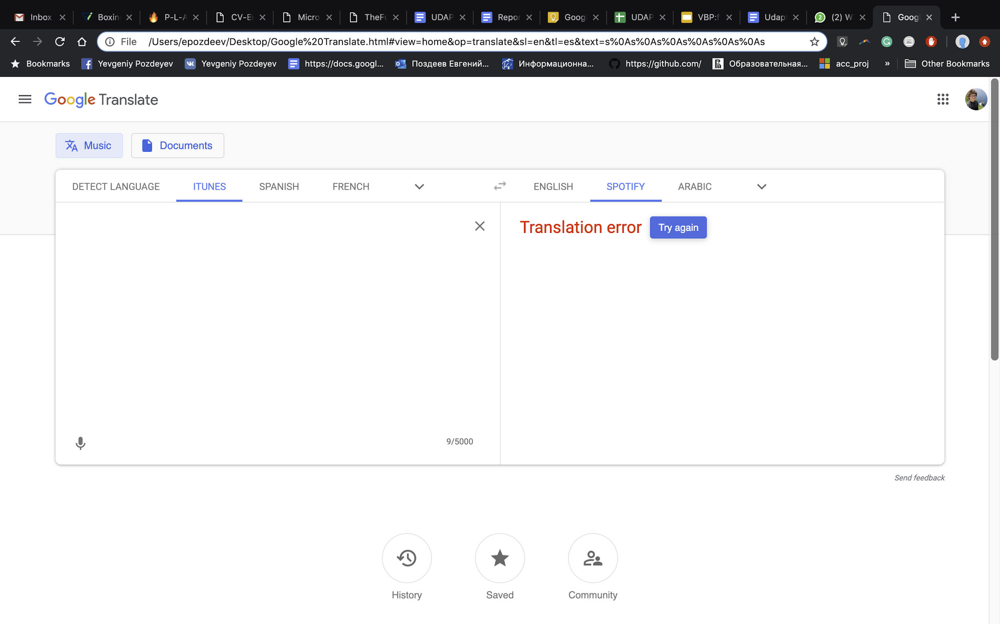 Inbox Boxin P-L-A CV-E Micro TheFu UDAP Repor Goog UDAP VBP:f Udap (2) W Goog
File /Users/epozdeev/Desktop/Google%20Translate.html#view=home&op=translate&sl=en&tl=es&text=s%0As%0As%0As%0As%0As%0As
Bookmarks Yevgeniy Pozdeyev Yevgeniy Pozdeyev https://docs.googl... Поздеев Евгений... Информационна... https://github.com/ Образовательная... acc_proj » Other Bookmarks
Google Translate
Music Documents
DETECT LANGUAGE ITUNES SPANISH FRENCH ENGLISH SPOTIFY ARABIC
Translation error Try again
9/5000
Send feedback
History Saved Community